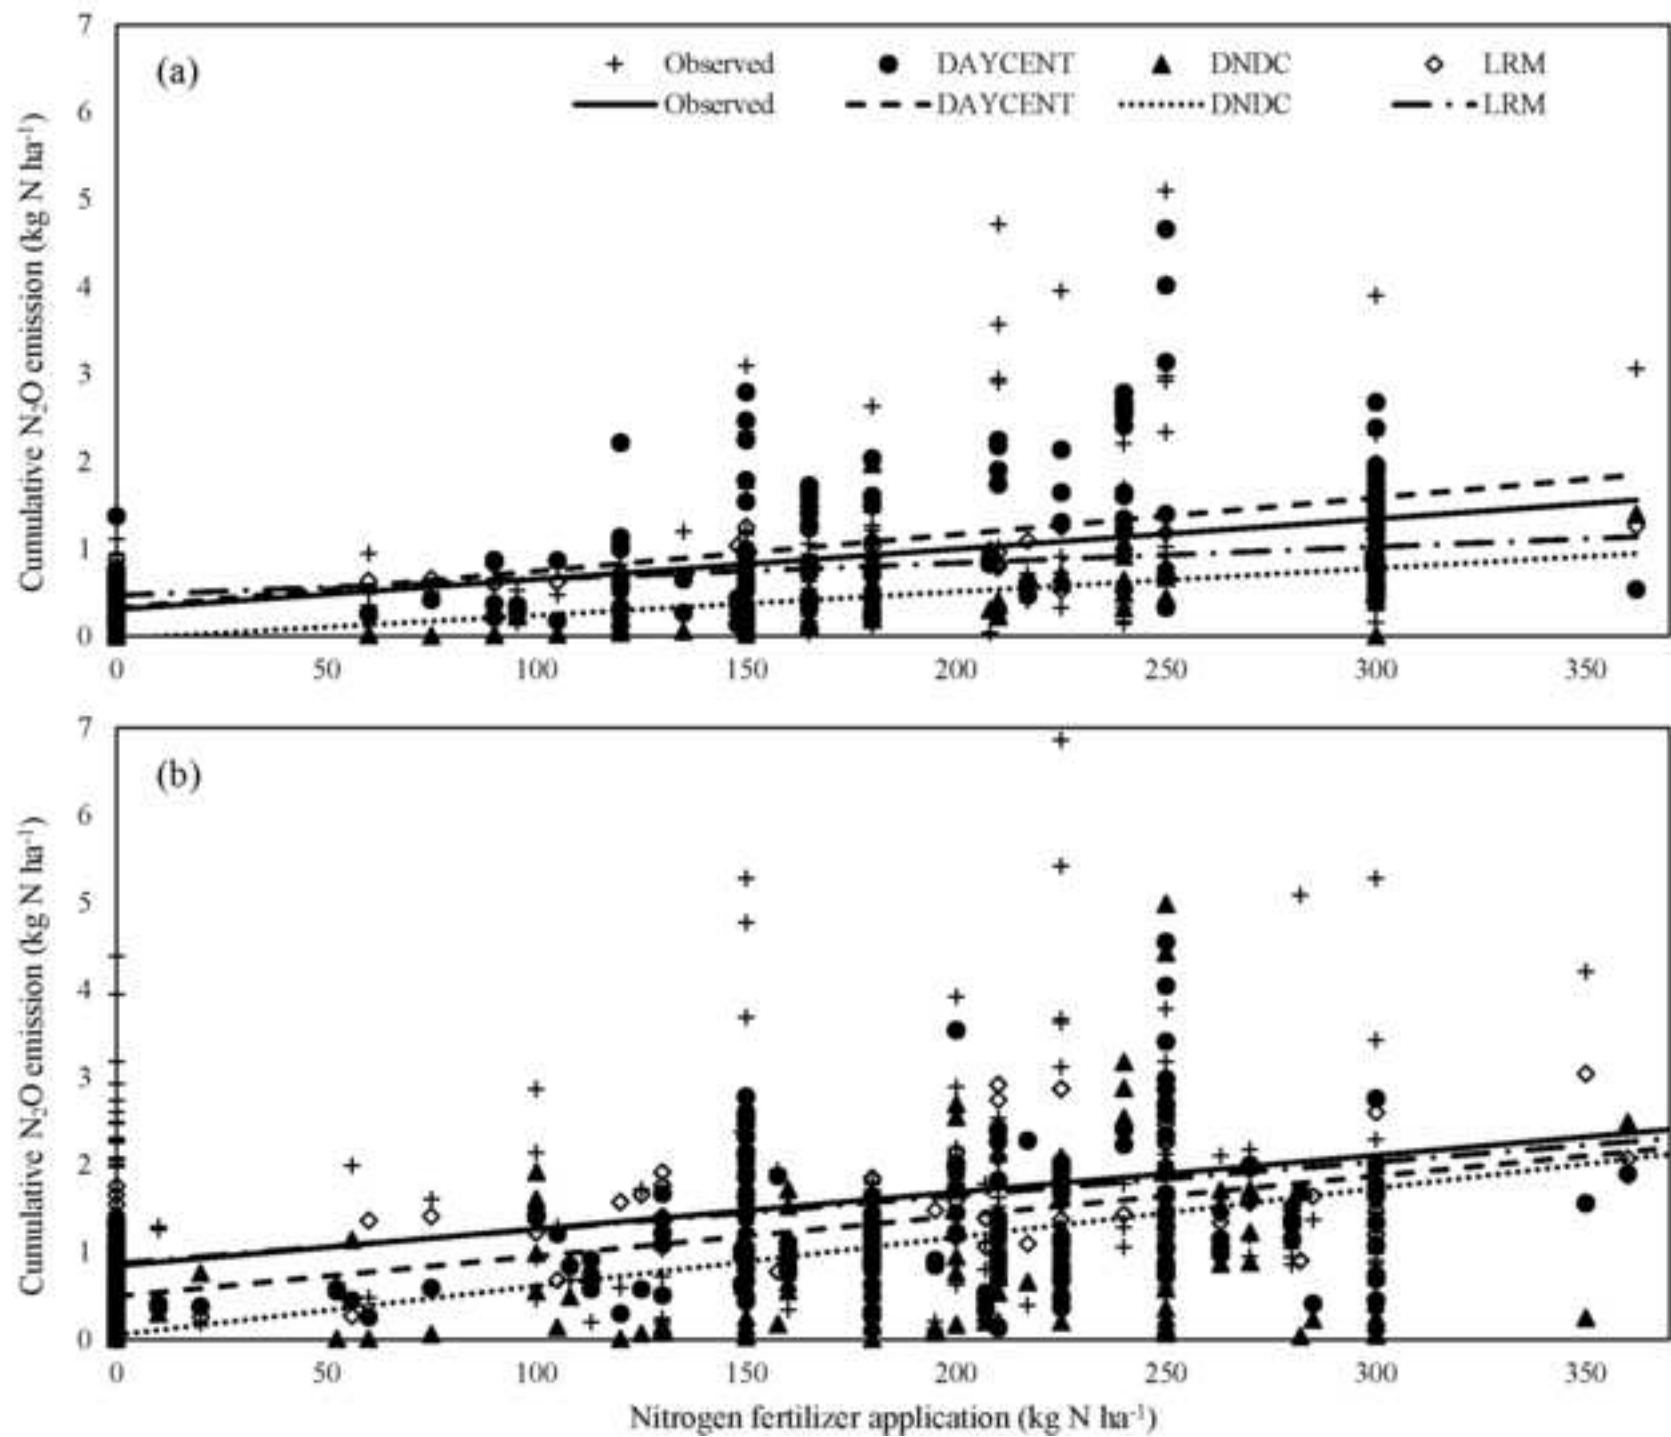 7
(a)
Observed DAYCENT DNDC LRM
Observed DAYCENT DNDC LRM
6
5
4
3
2
1
0
Cumulative N₂O emission (kg N ha⁻¹)
0 50 100 150 200 250 300 350
7
(b)
6
5
4
3
2
1
0
Cumulative N₂O emission (kg N ha⁻¹)
0 50 100 150 200 250 300 350
Nitrogen fertilizer application (kg N ha⁻¹)